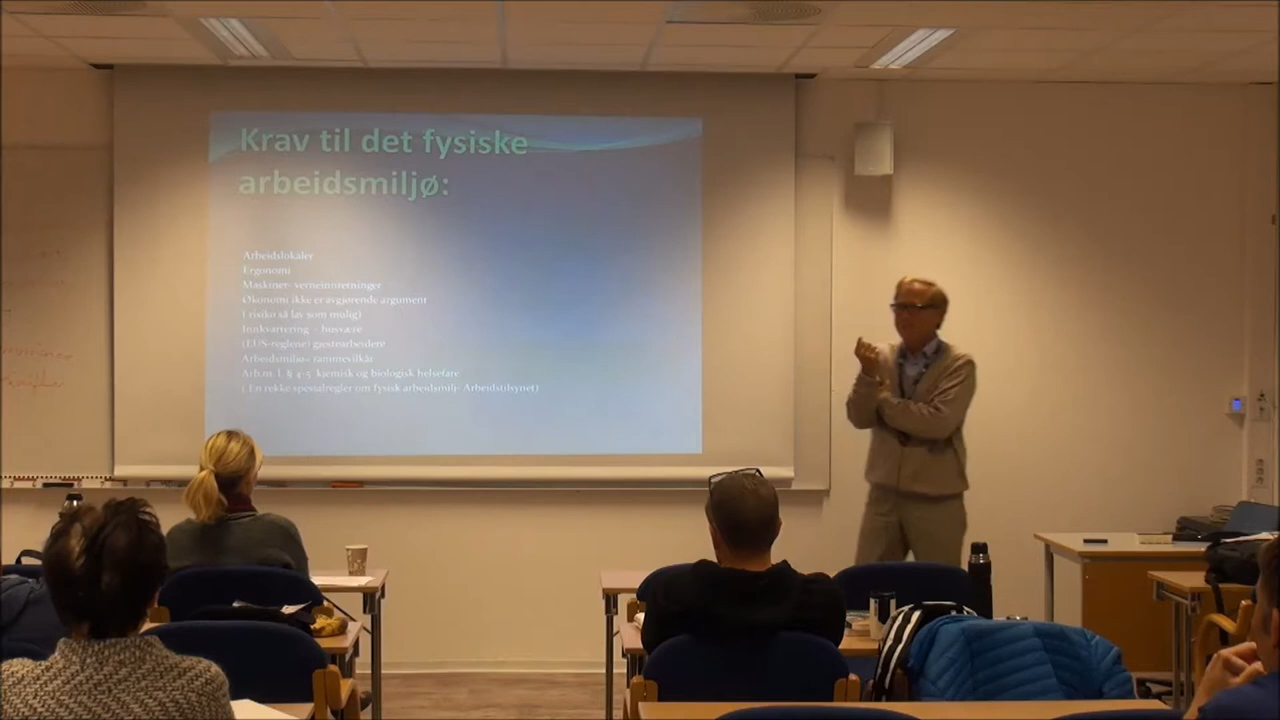 Krav til det fysiske
arbeidsmiljø:
Arbeidslokaler
Ergonomi
Maskiner- verneinnretninger
Økonomi ikke er avgjørende argument
( risiko så lav som mulig)
Innkvartering – husvære
(EUS-reglene) gjestearbeidere
Arbeidsmiljø– rammevilkår
Arb.m. l. § 4-5 kjemisk og biologisk helsefare
( En rekke spesialregler om fysisk arbeidsmilj- Arbeidstilsynet)